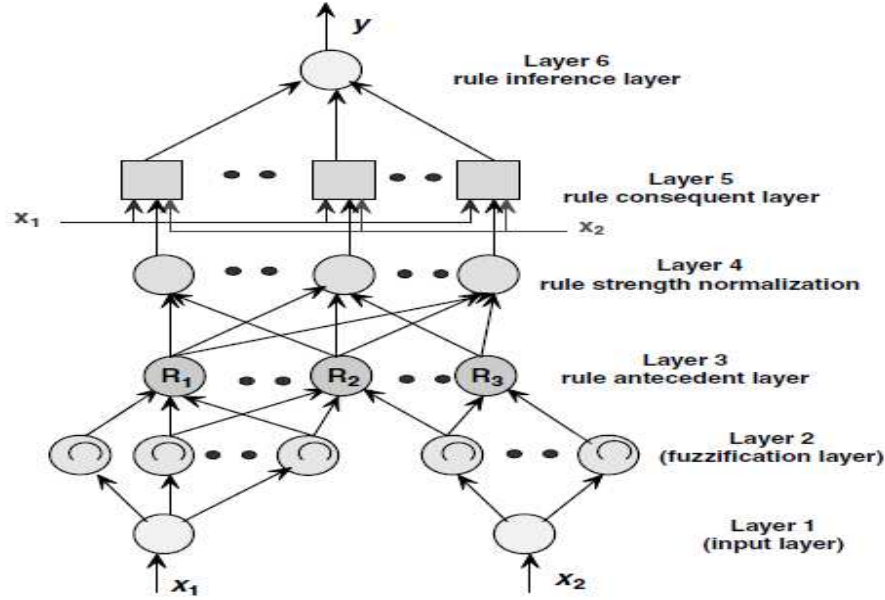 y
Layer 6
rule inference layer
Layer 5
rule consequent layer
x₁
x₂
Layer 4
rule strength normalization
Layer 3
rule antecedent layer
R₁
R₂
R₃
Layer 2
(fuzzification layer)
Layer 1
(input layer)
x₁
x₂